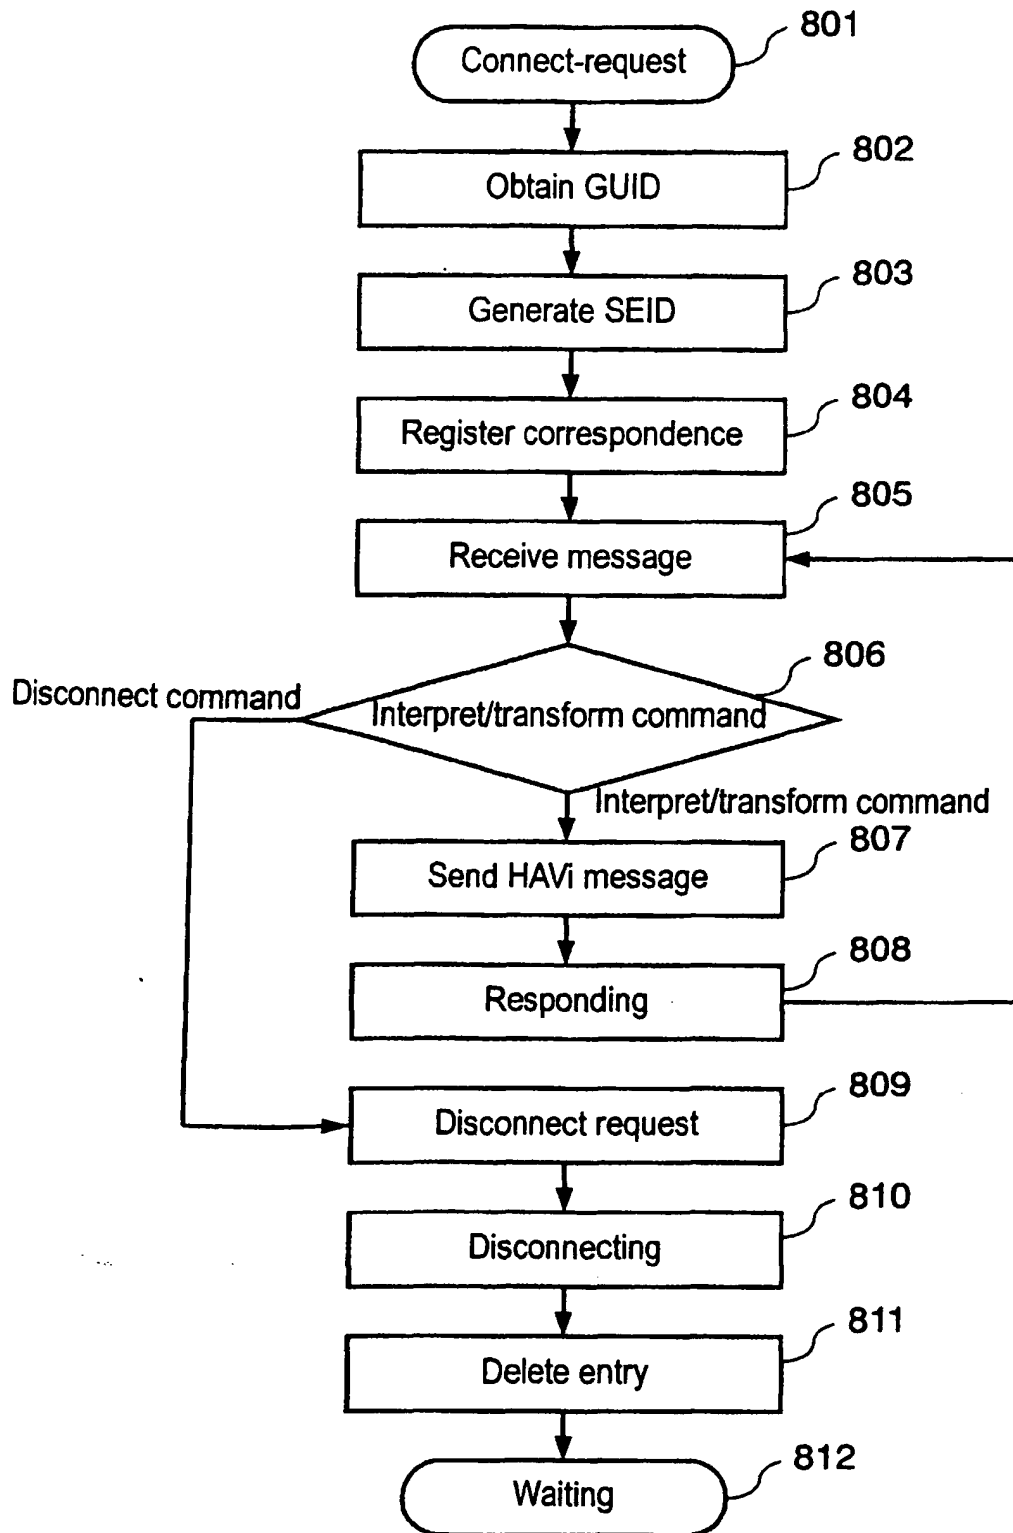 801
Connect-request
802
Obtain GUID
803
Generate SEID
804
Register correspondence
805
Receive message
806
Disconnect command
Interpret/transform command
Interpret/transform command
807
Send HAVi message
808
Responding
809
Disconnect request
810
Disconnecting
811
Delete entry
812
Waiting